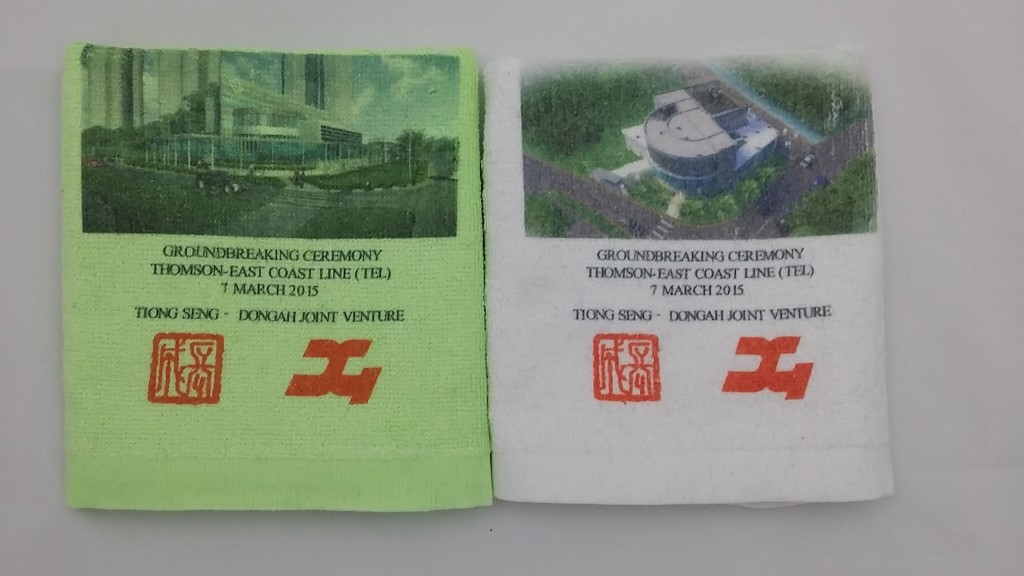 GROUNDBREAKING CEREMONY
THOMSON-EAST COAST LINE (TEL)
7 MARCH 2015
TIONG SENG - DONGAH JOINT VENTURE
GROUNDBREAKING CEREMONY
THOMSON-EAST COAST LINE (TEL)
7 MARCH 2015
TIONG SENG - DONGAH JOINT VENTURE